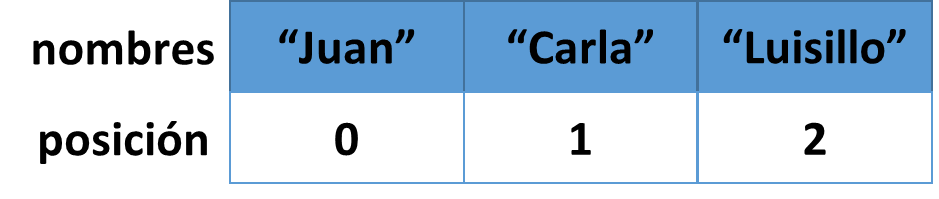 nombres “Juan” “Carla” “Luisillo”
posición 0 1 2